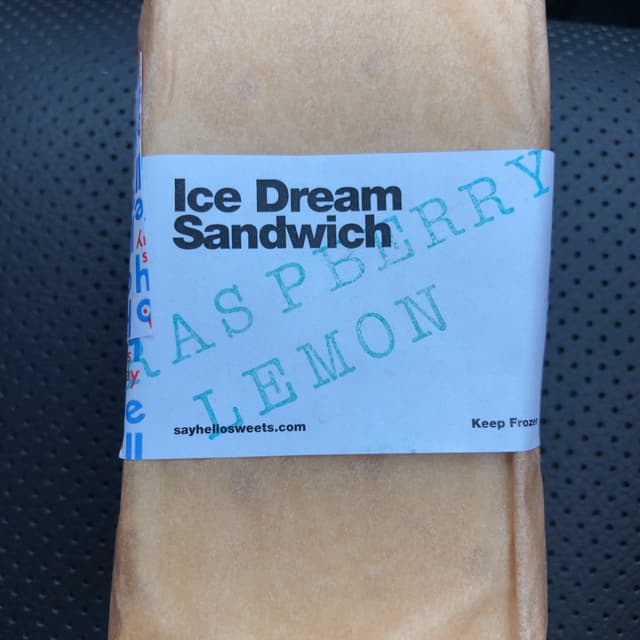 Ice Dream
Sandwich
RASPBERRY
LEMON
sayhellosweets.com
Keep Frozen